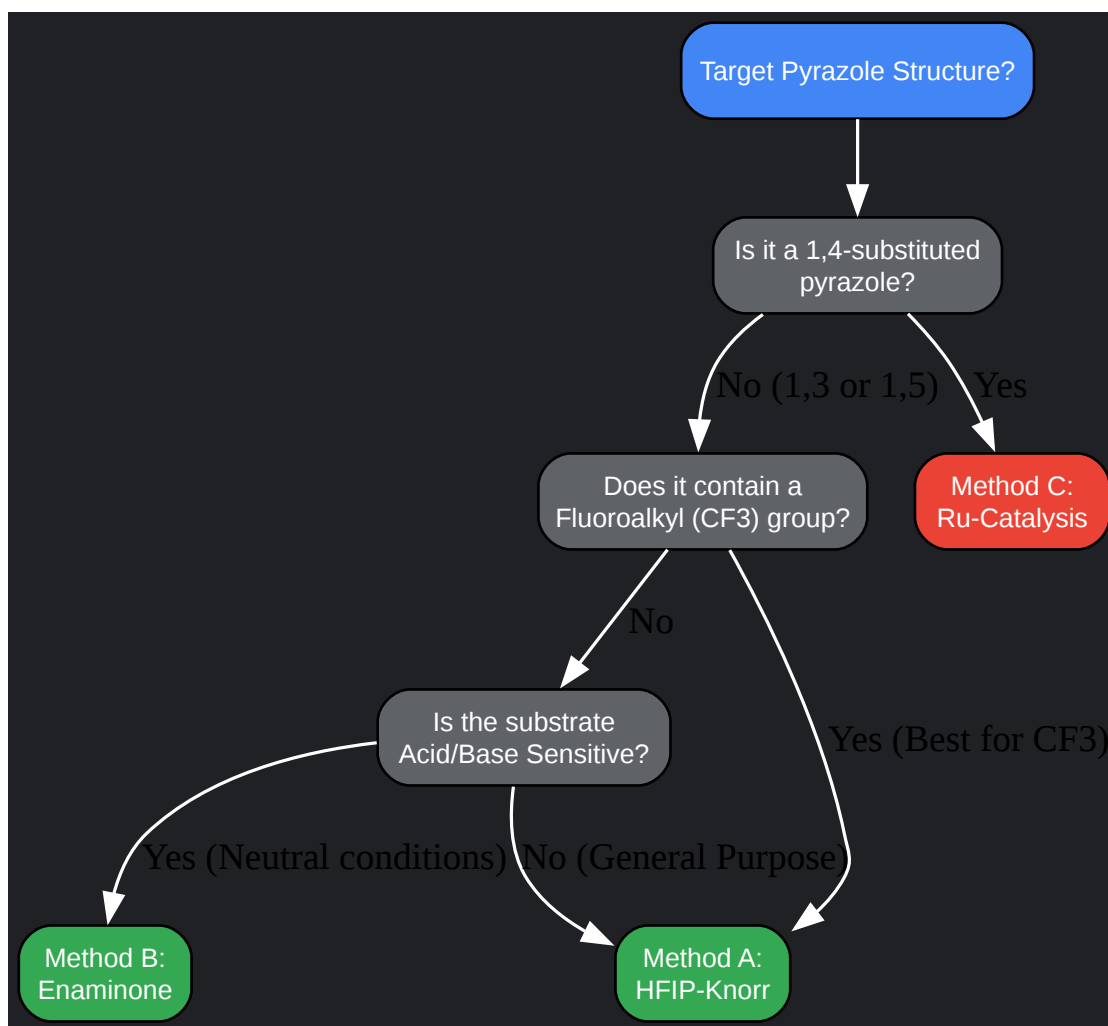 Target Pyrazole Structure?
Is it a 1,4-substituted
pyrazole?
No (1,3 or 1,5)
Yes
Does it contain a
Fluoroalkyl (CF3) group?
Method C:
Ru-Catalysis
No
Is the substrate
Acid/Base Sensitive?
Yes (Best for CF3)
Yes (Neutral conditions)
No (General Purpose)
Method B:
Enaminone
Method A:
HFIP-Knorr